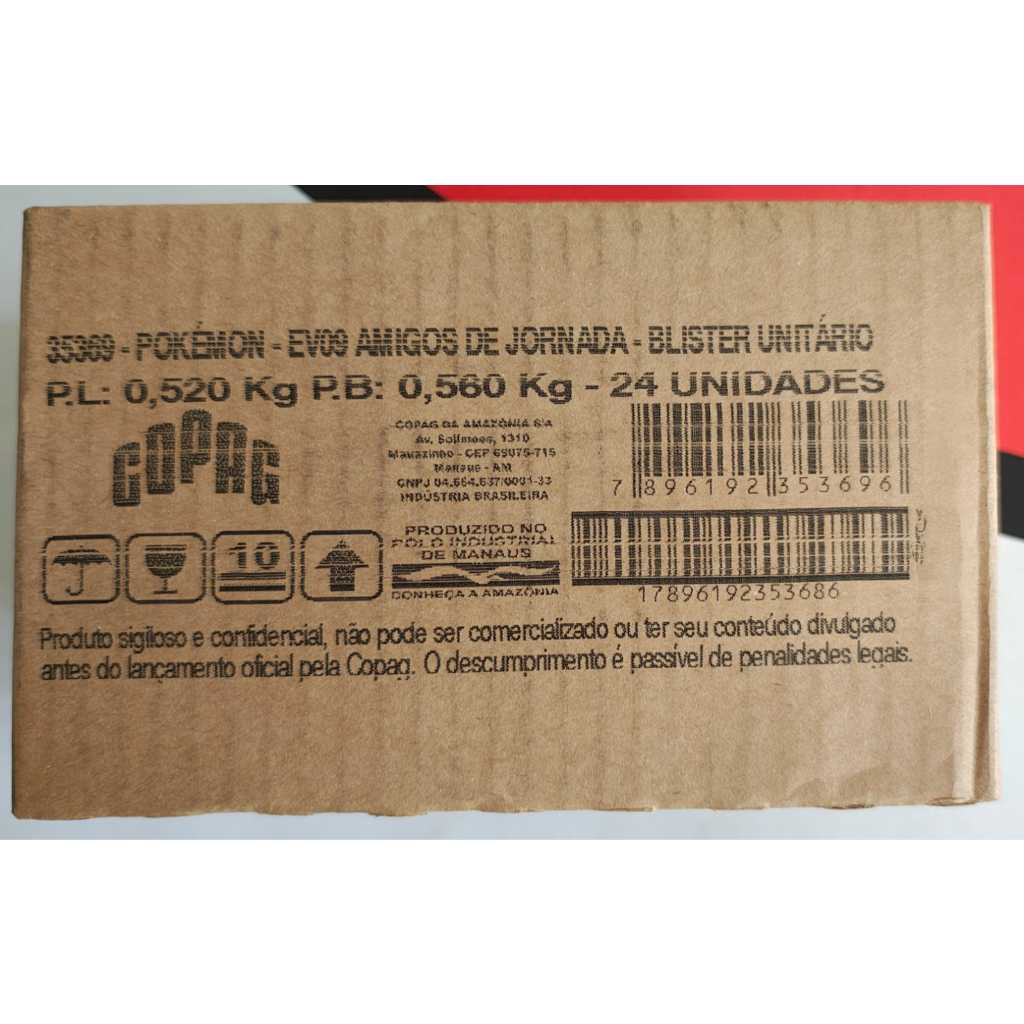 35369 - POKÉMON - EV09 AMIGOS DE JORNADA - BLISTER UNITÁRIO
P.L: 0,520 Kg P.B: 0,560 Kg - 24 UNIDADES
COPAG
COPAG DA AMAZÔNIA S/A
Av. Solimoes, 1310
Mauazinho - CEP 69075-715
Manaus - AM
CNPJ 04.664.637/0001-33
INDÚSTRIA BRASILEIRA
7 896192 353696
10
PRODUZIDO NO
PÓLO INDUSTRIAL
DE MANAUS
CONHEÇA A AMAZÔNIA
17896192353686
Produto sigiloso e confidencial, não pode ser comercializado ou ter seu conteúdo divulgado
antes do lançamento oficial pela Copag. O descumprimento é passível de penalidades legais.